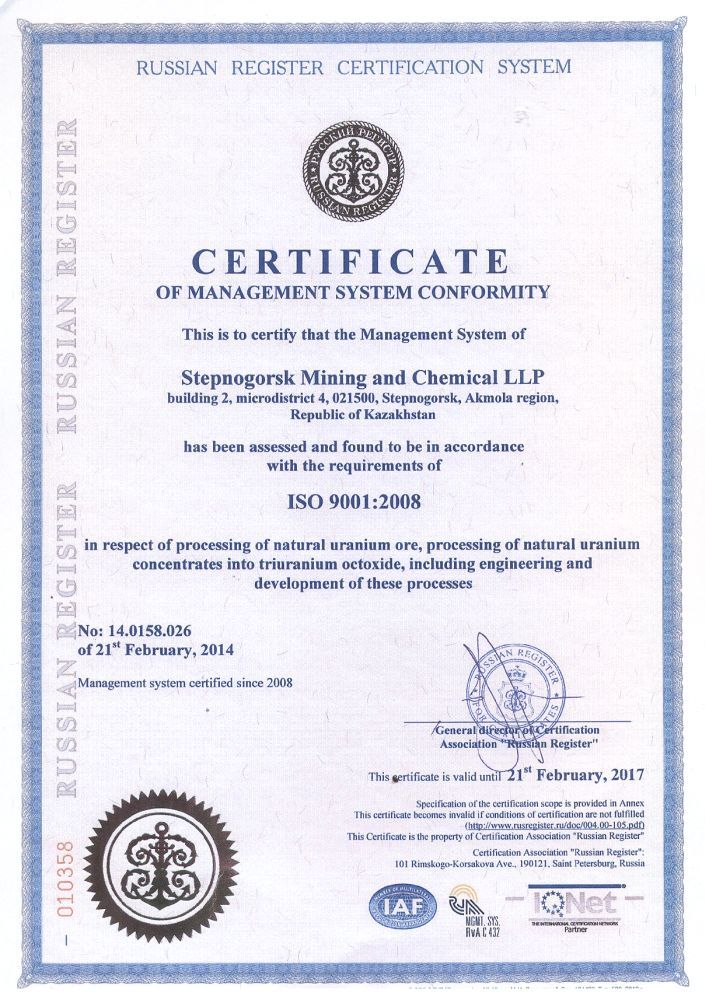 RUSSIAN REGISTER CERTIFICATION SYSTEM
РУССКИЙ РЕГИСТР
RUSSIAN REGISTER
CERTIFICATE
OF MANAGEMENT SYSTEM CONFORMITY
This is to certify that the Management System of
Stepnogorsk Mining and Chemical LLP
building 2, microdistrict 4, 021500, Stepnogorsk, Akmola region,
Republic of Kazakhstan
has been assessed and found to be in accordance
with the requirements of
ISO 9001:2008
in respect of processing of natural uranium ore, processing of natural uranium
concentrates into triuranium octoxide, including engineering and
development of these processes
No: 14.0158.026
of 21st February, 2014
Management system certified since 2008
RUSSIAN REGISTER
FOR CERTIFICATES
General director of Certification
Association "Russian Register"
This certificate is valid until 21st February, 2017
Specification of the certification scope is provided in Annex
This certificate becomes invalid if conditions of certification are not fulfilled
(http://www.rusregister.ru/doc/004.00-105.pdf)
This Certificate is the property of Certification Association "Russian Register"
Certification Association "Russian Register":
101 Rimskogo-Korsakova Ave., 190121, Saint Petersburg, Russia
RUSSIAN REGISTER RUSSIAN REGISTER
010358
MEMBER OF MULTILATERAL
IAF
MGMT. SYS.
RvA C 432
IQNet
THE INTERNATIONAL CERTIFICATION NETWORK
Partner